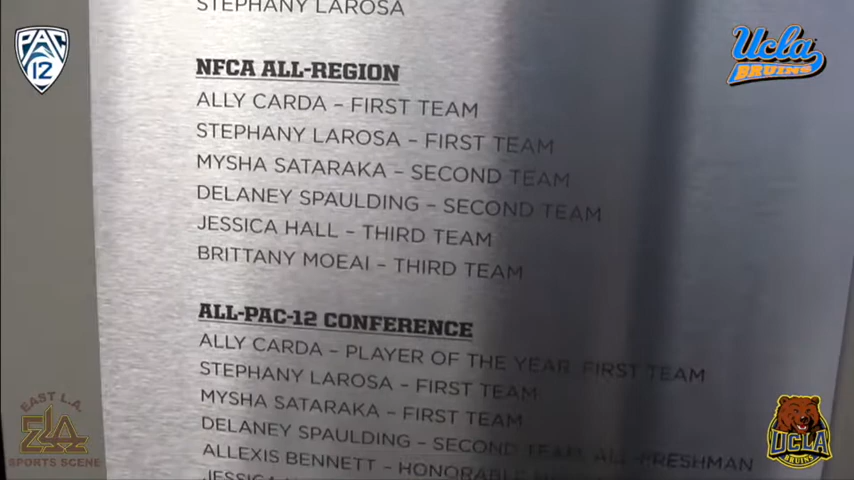 STEPHANY LAROSA
PAC
12
UCLA
BRUINS
NFCA ALL-REGION
ALLY CARDA – FIRST TEAM
STEPHANY LAROSA – FIRST TEAM
MYSHA SATARAKA – SECOND TEAM
DELANEY SPAULDING – SECOND TEAM
JESSICA HALL – THIRD TEAM
BRITTANY MOEAI – THIRD TEAM
ALL-PAC-12 CONFERENCE
ALLY CARDA – PLAYER OF THE YEAR, FIRST TEAM
STEPHANY LAROSA – FIRST TEAM
MYSHA SATARAKA – FIRST TEAM
DELANEY SPAULDING – SECOND TEAM, ALL-FRESHMAN
ALLEXIS BENNETT – HONORABLE
JESSICA
EAST L.A.
ELA
SPORTS SCENE
UCLA
BRUINS